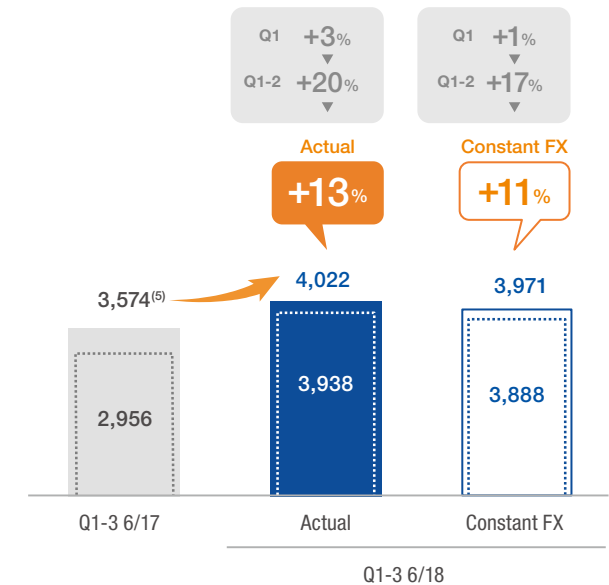 Q1 +3% Q1 +1%
▼ ▼
Q1-2 +20% Q1-2 +17%
▼ ▼
Actual Constant FX
+13% +11%
3,574(5) 4,022 3,971
2,956 3,938 3,888
Q1-3 6/17 Actual Constant FX
Q1-3 6/18